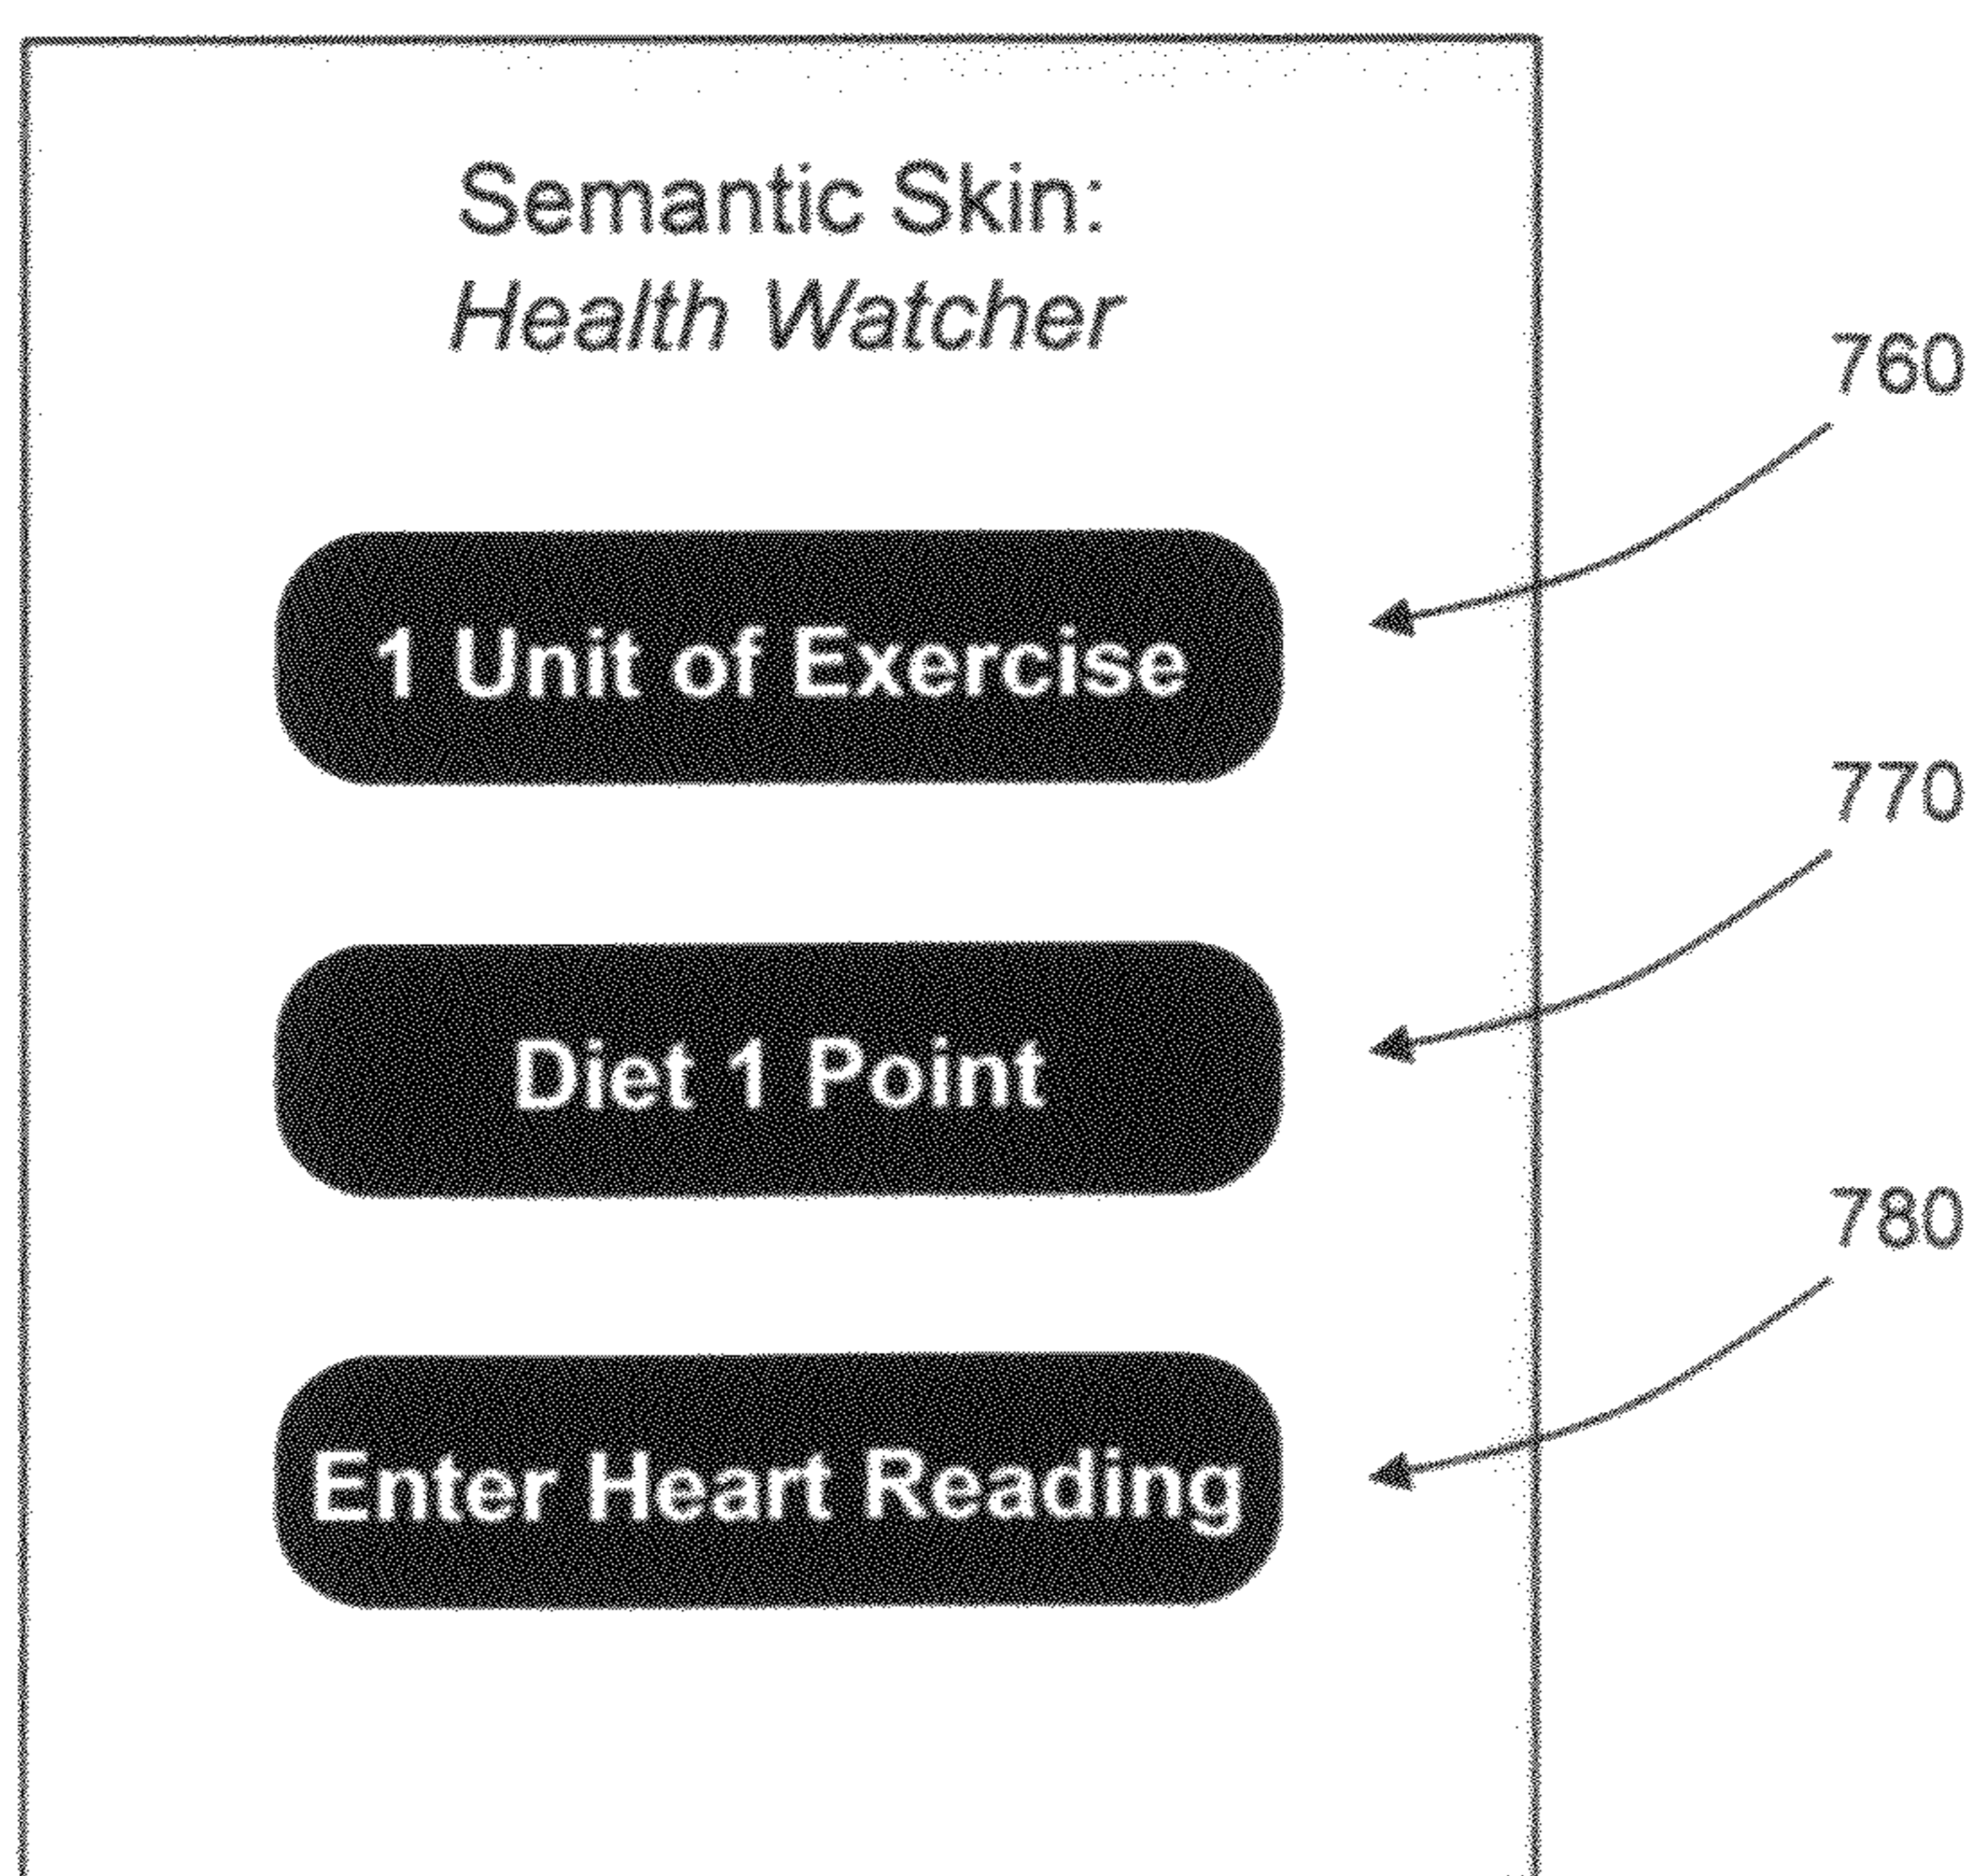 Semantic Skin:
Health Watcher
760
1 Unit of Exercise
770
Diet 1 Point
780
Enter Heart Reading